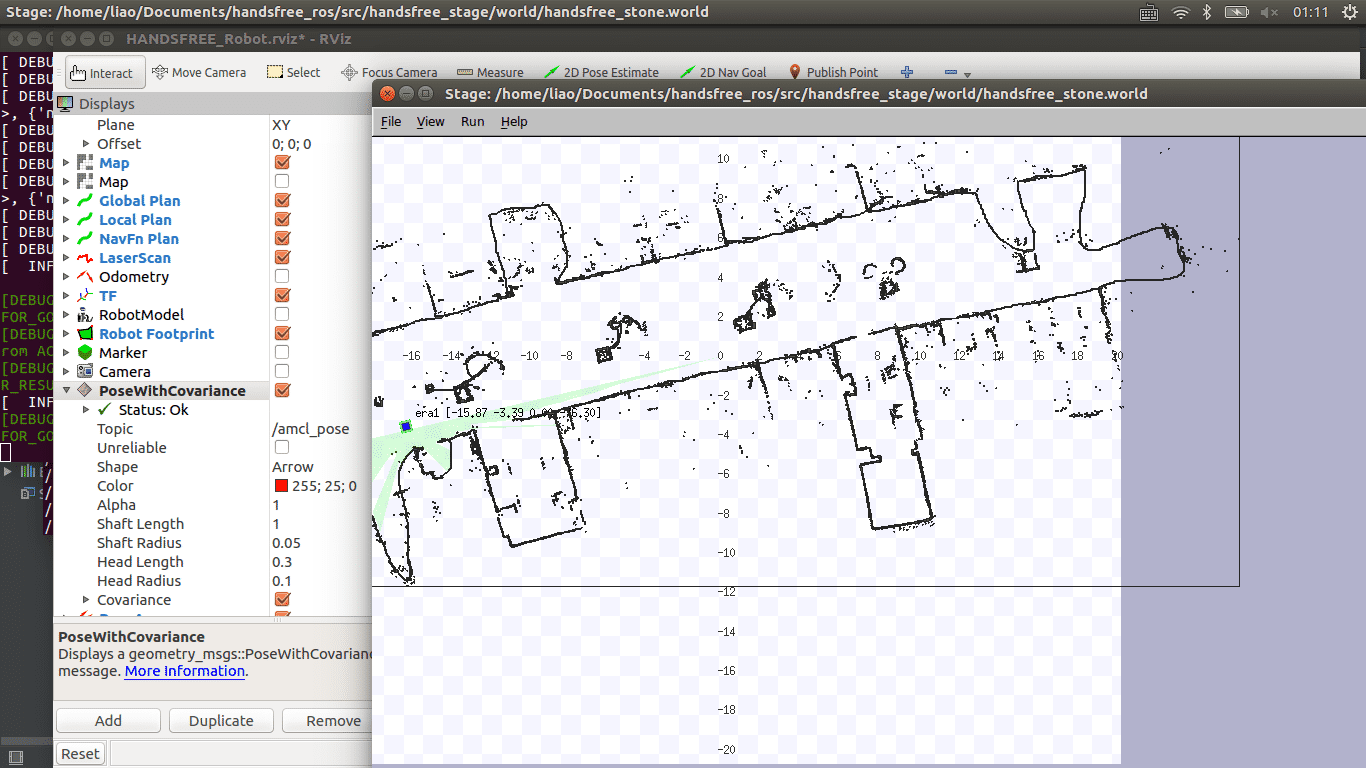 Stage: /home/liao/Documents/handsfree_ros/src/handsfree_stage/world/handsfree_stone.world
01:11
HANDSFREE_Robot.rviz* - RViz
Interact Move Camera Select Focus Camera Measure 2D Pose Estimate 2D Nav Goal Publish Point
Displays
Plane XY
Offset 0; 0; 0
Map
Map
Global Plan
Local Plan
NavFn Plan
LaserScan
Odometry
TF
RobotModel
Robot Footprint
Marker
Camera
PoseWithCovariance
Status: Ok
Topic /amcl_pose
Unreliable
Shape Arrow
Color 255; 25; 0
Alpha 1
Shaft Length 1
Shaft Radius 0.05
Head Length 0.3
Head Radius 0.1
Covariance
PoseWithCovariance
Displays a geometry_msgs::PoseWithCovarianc
message. More Information.
Add Duplicate Remove
Reset
[ DEBU
[ DEBU
[ DEBU
>, {'n
[ DEBU
[ DEBU
[ DEBU
[ DEBU
>, {'n
[ DEBU
[ DEBU
[ DEBU
[ INF
[DEBUG
FOR_GO
[DEBUG
rom AC
[DEBUG
R_RESU
[ INF
[DEBUG
FOR_GO
Stage: /home/liao/Documents/handsfree_ros/src/handsfree_stage/world/handsfree_stone.world
File View Run Help
10
8
6
4
2
-16 -14 -12 -10 -8 -6 -4 -2 0 2 4 6 8 10 12 14 16 18 20
-2
era1 [-15.87 -3.39
-4
-6
-8
-10
-12
-14
-16
-18
-20